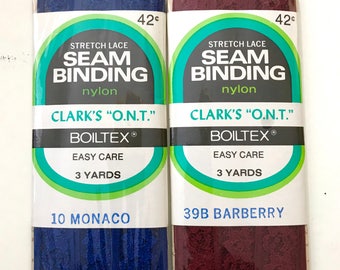 42¢
STRETCH LACE
SEAM
BINDING
nylon
CLARK'S "O.N.T."
BOILTEX®
EASY CARE
3 YARDS
10 MONACO
42¢
STRETCH LACE
SEAM
BINDING
nylon
CLARK'S "O.N.T."
BOILTEX®
EASY CARE
3 YARDS
39B BARBERRY